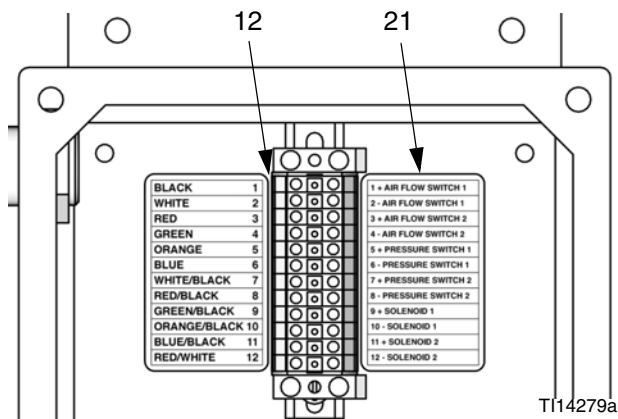 12
21
BLACK 1
WHITE 2
RED 3
GREEN 4
ORANGE 5
BLUE 6
WHITE/BLACK 7
RED/BLACK 8
GREEN/BLACK 9
ORANGE/BLACK 10
BLUE/BLACK 11
RED/WHITE 12
1 + AIR FLOW SWITCH 1
2 - AIR FLOW SWITCH 1
3 + AIR FLOW SWITCH 2
4 - AIR FLOW SWITCH 2
5 + PRESSURE SWITCH 1
6 - PRESSURE SWITCH 1
7 + PRESSURE SWITCH 2
8 - PRESSURE SWITCH 2
9 + SOLENOID 1
10 - SOLENOID 1
11 + SOLENOID 2
12 - SOLENOID 2
TI14279a